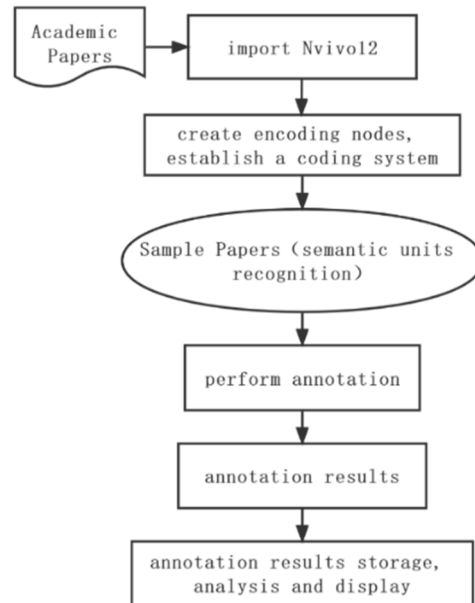 Academic
Papers
import Nvivo12
create encoding nodes,
establish a coding system
Sample Papers（semantic units
recognition）
perform annotation
annotation results
annotation results storage,
analysis and display